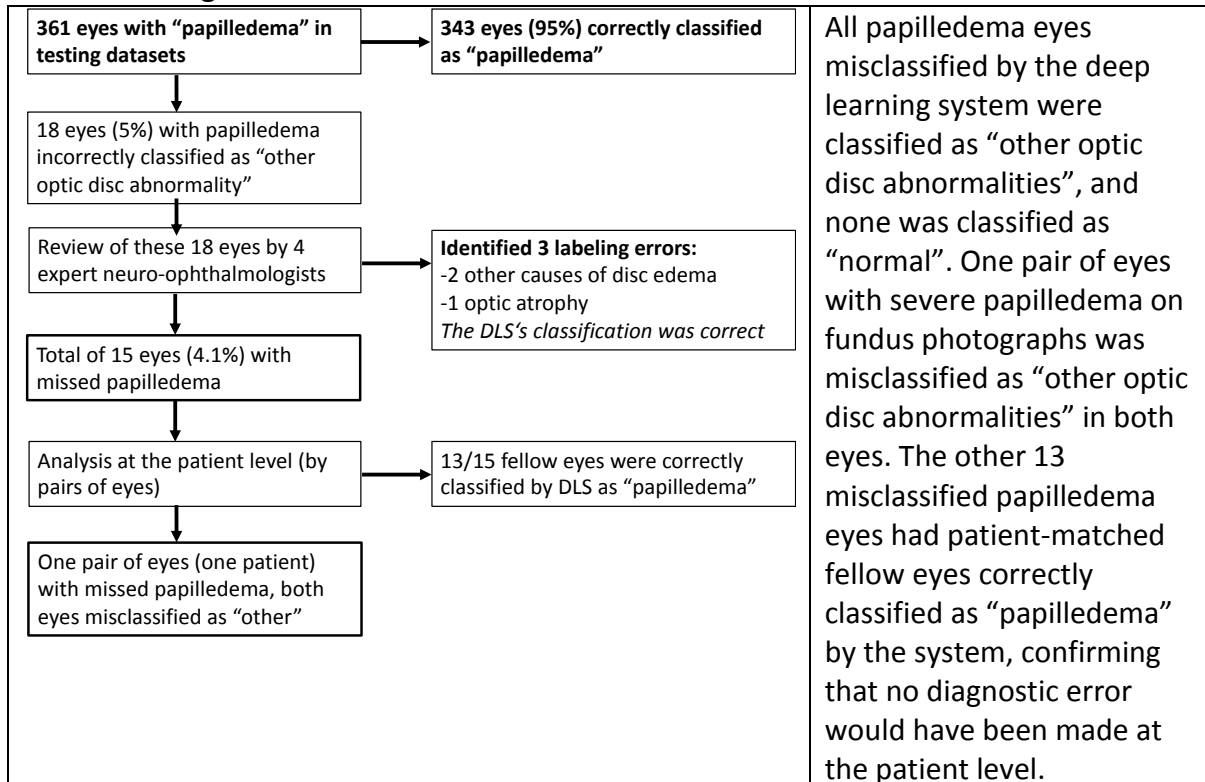 361 eyes with “papilledema” in
testing datasets
343 eyes (95%) correctly classified
as “papilledema”
18 eyes (5%) with papilledema
incorrectly classified as “other
optic disc abnormality”
Review of these 18 eyes by 4
expert neuro-ophthalmologists
Identified 3 labeling errors:
-2 other causes of disc edema
-1 optic atrophy
The DLS‘s classification was correct
Total of 15 eyes (4.1%) with
missed papilledema
Analysis at the patient level (by
pairs of eyes)
13/15 fellow eyes were correctly
classified by DLS as “papilledema”
One pair of eyes (one patient)
with missed papilledema, both
eyes misclassified as “other”
All papilledema eyes
misclassified by the deep
learning system were
classified as “other optic
disc abnormalities”, and
none was classified as
“normal”. One pair of eyes
with severe papilledema on
fundus photographs was
misclassified as “other optic
disc abnormalities” in both
eyes. The other 13
misclassified papilledema
eyes had patient-matched
fellow eyes correctly
classified as “papilledema”
by the system, confirming
that no diagnostic error
would have been made at
the patient level.